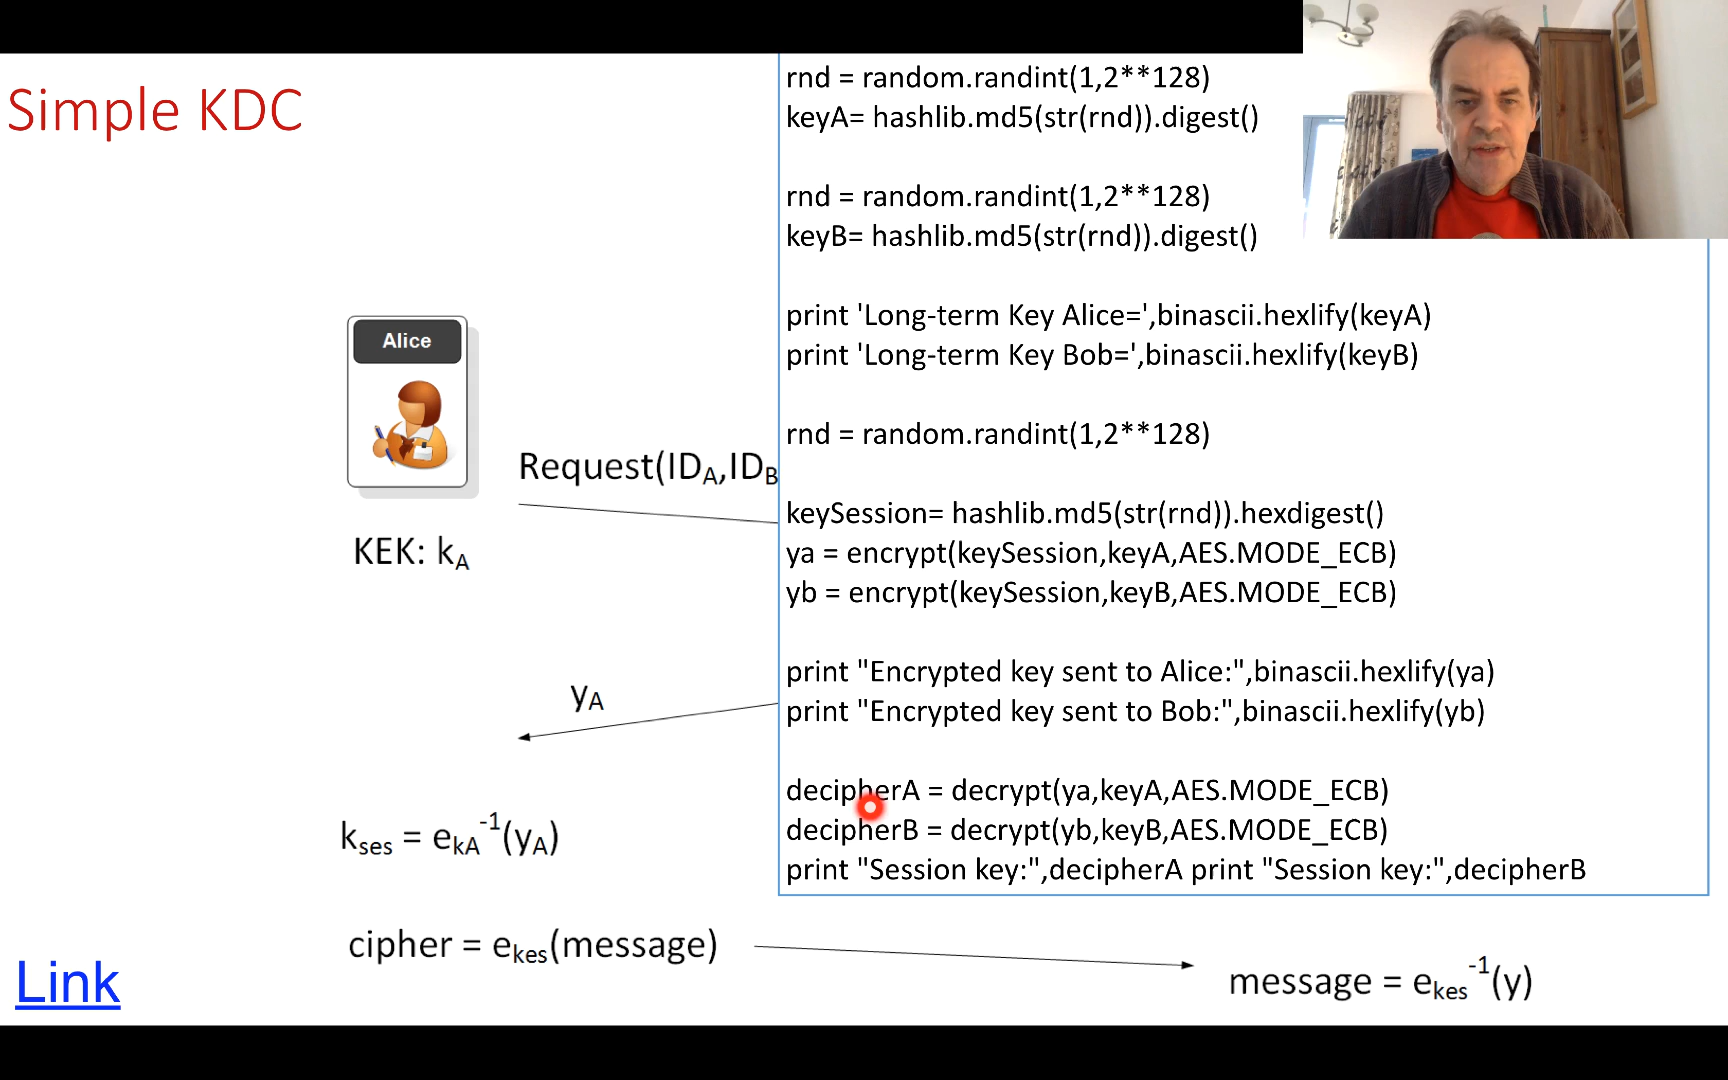 Simple KDC
rnd = random.randint(1,2**128)
keyA= hashlib.md5(str(rnd)).digest()
rnd = random.randint(1,2**128)
keyB= hashlib.md5(str(rnd)).digest()
print 'Long-term Key Alice=',binascii.hexlify(keyA)
print 'Long-term Key Bob=',binascii.hexlify(keyB)
rnd = random.randint(1,2**128)
keySession= hashlib.md5(str(rnd)).hexdigest()
ya = encrypt(keySession,keyA,AES.MODE_ECB)
yb = encrypt(keySession,keyB,AES.MODE_ECB)
print "Encrypted key sent to Alice:",binascii.hexlify(ya)
print "Encrypted key sent to Bob:",binascii.hexlify(yb)
decipherA = decrypt(ya,keyA,AES.MODE_ECB)
decipherB = decrypt(yb,keyB,AES.MODE_ECB)
print "Session key:",decipherA print "Session key:",decipherB
Alice
Request(IDA,IDB
KEK: kA
yA
kses = ekA-1(yA)
cipher = ekes(message)
message = ekes-1(y)
Link